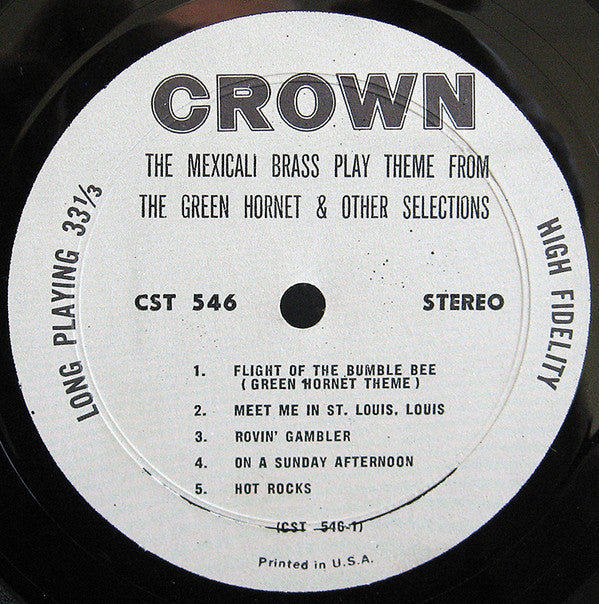 CROWN
THE MEXICALI BRASS PLAY THEME FROM
THE GREEN HORNET & OTHER SELECTIONS
LONG PLAYING 33 1/3
HIGH FIDELITY
CST 546
STEREO
1. FLIGHT OF THE BUMBLE BEE
(GREEN HORNET THEME)
2. MEET ME IN ST. LOUIS, LOUIS
3. ROVIN' GAMBLER
4. ON A SUNDAY AFTERNOON
5. HOT ROCKS
(CST 546-1)
Printed in U.S.A.